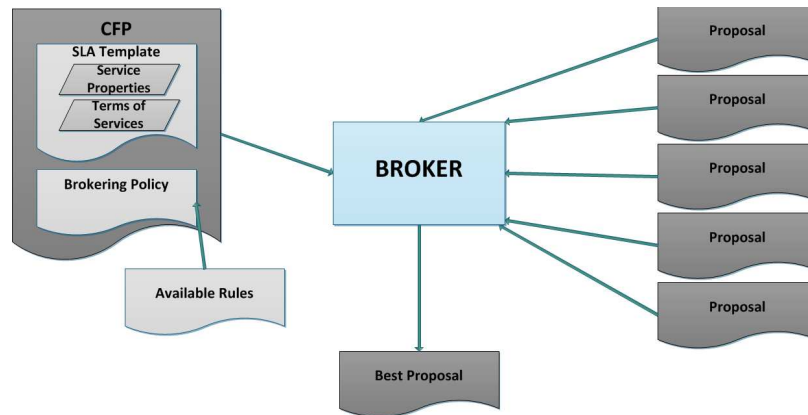 CFP
SLA Template
Service
Properties
Terms of
Services
Brokering Policy
Available Rules
BROKER
Best Proposal
Proposal
Proposal
Proposal
Proposal
Proposal